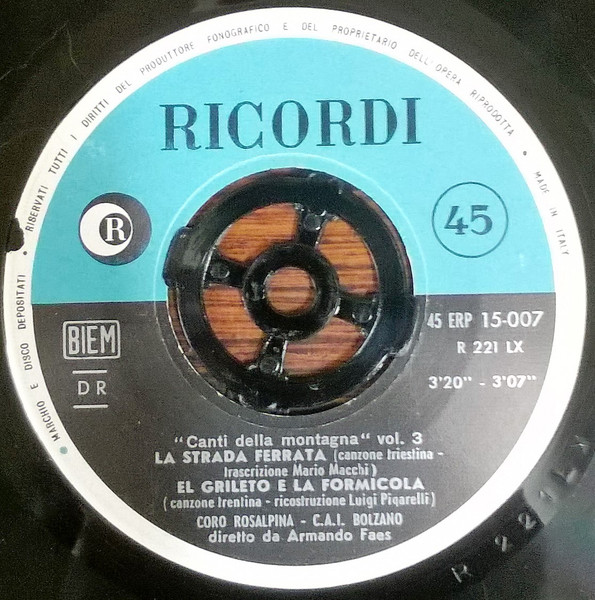 RISERVATI TUTTI I DIRITTI DEL PRODUTTORE FONOGRAFICO E DEL PROPRIETARIO DELL'OPERA RIPRODOTTA • MADE IN ITALY
• MARCHIO E DISCO DEPOSITATI •
RICORDI
R
45
BIEM
DR
45 ERP 15-007
R 221 LX
3'20" - 3'07"
"Canti della montagna" vol. 3
LA STRADA FERRATA (canzone triestina -
trascrizione Mario Macchi)
EL GRILETO E LA FORMICOLA
(canzone trentina - ricostruzione Luigi Pigarelli)
CORO ROSALPINA - C.A.I. BOLZANO
diretto da Armando Faes
R 221 LX